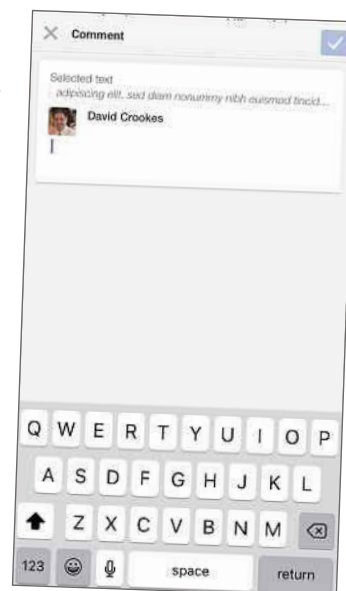 Comment
Selected text
adipiscing elit, sed diam nonummy nibh euismod tincid...
David Crookes
Q W E R T Y U I O P
A S D F G H J K L
Z X C V B N M
123 space return